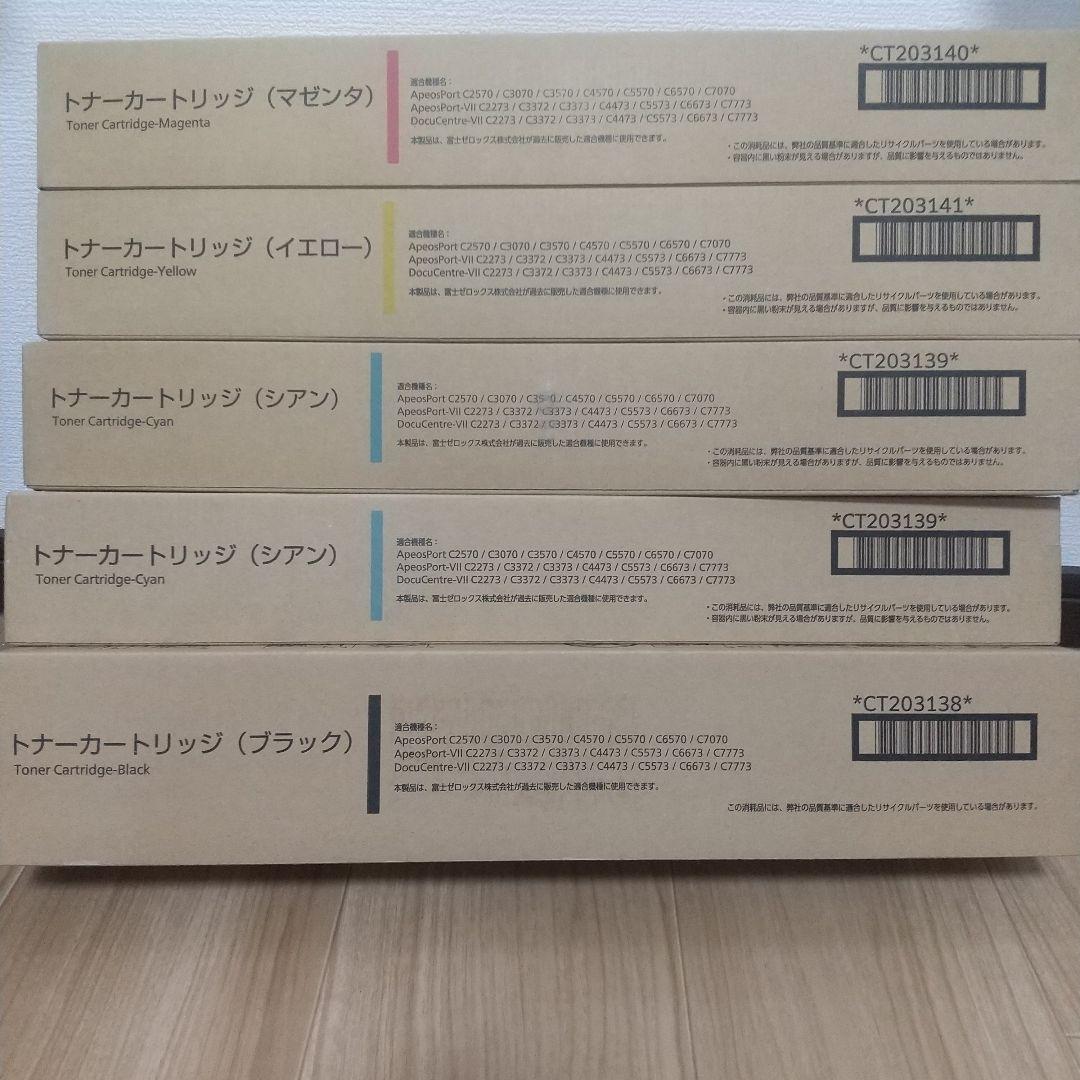 トナーカートリッジ（マゼンタ）
Toner Cartridge-Magenta
適合機種名：
ApeosPort C2570 / C3070 / C3570 / C4570 / C5570 / C6570 / C7070
ApeosPort-VII C2273 / C3372 / C3373 / C4473 / C5573 / C6673 / C7773
DocuCentre-VII C2273 / C3372 / C3373 / C4473 / C5573 / C6673 / C7773
本製品は、富士ゼロックス株式会社が過去に販売した適合機種に使用できます。
*CT203140*
・この消耗品には、弊社の品質基準に適合したリサイクルパーツを使用している場合があります。
・容器内に黒い粉末が見える場合がありますが、品質に影響を与えるものではありません。
トナーカートリッジ（イエロー）
Toner Cartridge-Yellow
適合機種名：
ApeosPort C2570 / C3070 / C3570 / C4570 / C5570 / C6570 / C7070
ApeosPort-VII C2273 / C3372 / C3373 / C4473 / C5573 / C6673 / C7773
DocuCentre-VII C2273 / C3372 / C3373 / C4473 / C5573 / C6673 / C7773
本製品は、富士ゼロックス株式会社が過去に販売した適合機種に使用できます。
*CT203141*
・この消耗品には、弊社の品質基準に適合したリサイクルパーツを使用している場合があります。
・容器内に黒い粉末が見える場合がありますが、品質に影響を与えるものではありません。
トナーカートリッジ（シアン）
Toner Cartridge-Cyan
適合機種名：
ApeosPort C2570 / C3070 / C3570 / C4570 / C5570 / C6570 / C7070
ApeosPort-VII C2273 / C3372 / C3373 / C4473 / C5573 / C6673 / C7773
DocuCentre-VII C2273 / C3372 / C3373 / C4473 / C5573 / C6673 / C7773
本製品は、富士ゼロックス株式会社が過去に販売した適合機種に使用できます。
*CT203139*
・この消耗品には、弊社の品質基準に適合したリサイクルパーツを使用している場合があります。
・容器内に黒い粉末が見える場合がありますが、品質に影響を与えるものではありません。
トナーカートリッジ（シアン）
Toner Cartridge-Cyan
適合機種名：
ApeosPort C2570 / C3070 / C3570 / C4570 / C5570 / C6570 / C7070
ApeosPort-VII C2273 / C3372 / C3373 / C4473 / C5573 / C6673 / C7773
DocuCentre-VII C2273 / C3372 / C3373 / C4473 / C5573 / C6673 / C7773
本製品は、富士ゼロックス株式会社が過去に販売した適合機種に使用できます。
*CT203139*
・この消耗品には、弊社の品質基準に適合したリサイクルパーツを使用している場合があります。
・容器内に黒い粉末が見える場合がありますが、品質に影響を与えるものではありません。
トナーカートリッジ（ブラック）
Toner Cartridge-Black
適合機種名：
ApeosPort C2570 / C3070 / C3570 / C4570 / C5570 / C6570 / C7070
ApeosPort-VII C2273 / C3372 / C3373 / C4473 / C5573 / C6673 / C7773
DocuCentre-VII C2273 / C3372 / C3373 / C4473 / C5573 / C6673 / C7773
本製品は、富士ゼロックス株式会社が過去に販売した適合機種に使用できます。
*CT203138*
この消耗品には、弊社の品質基準に適合したリサイクルパーツを使用している場合があります。